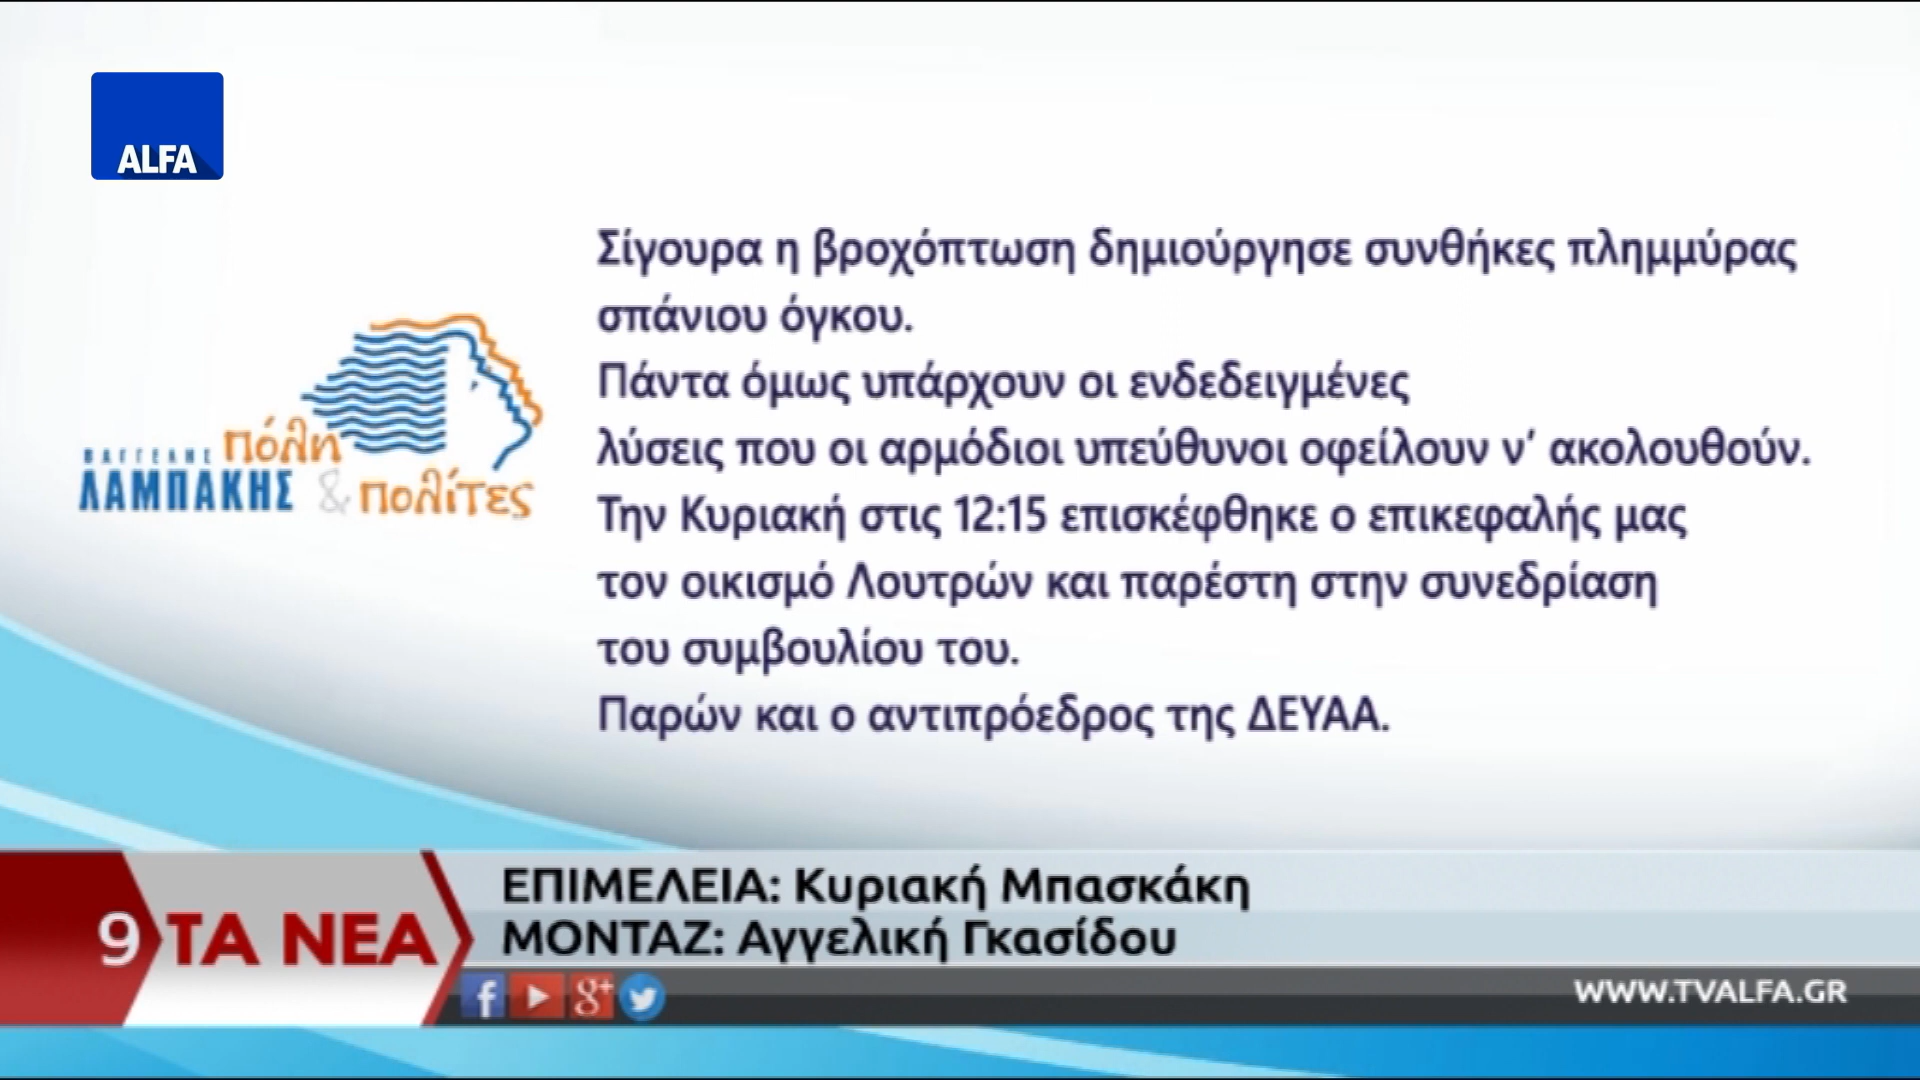 ALFA
Σίγουρα η βροχόπτωση δημιούργησε συνθήκες πλημμύρας
σπάνιου όγκου.
Πάντα όμως υπάρχουν οι ενδεδειγμένες
λύσεις που οι αρμόδιοι υπεύθυνοι οφείλουν ν' ακολουθούν.
Την Κυριακή στις 12:15 επισκέφθηκε ο επικεφαλής μας
τον οικισμό Λουτρών και παρέστη στην συνεδρίαση
του συμβουλίου του.
Παρών και ο αντιπρόεδρος της ΔΕΥΑΑ.
ΒΑΓΓΕΛΗΣ πόλη
ΛΑΜΠΑΚΗΣ & πολίτες
ΕΠΙΜΕΛΕΙΑ: Κυριακή Μπασκάκη
ΜΟΝΤΑΖ: Αγγελική Γκασίδου
9 ΤΑ ΝΕΑ
f g+
WWW.TVALFA.GR